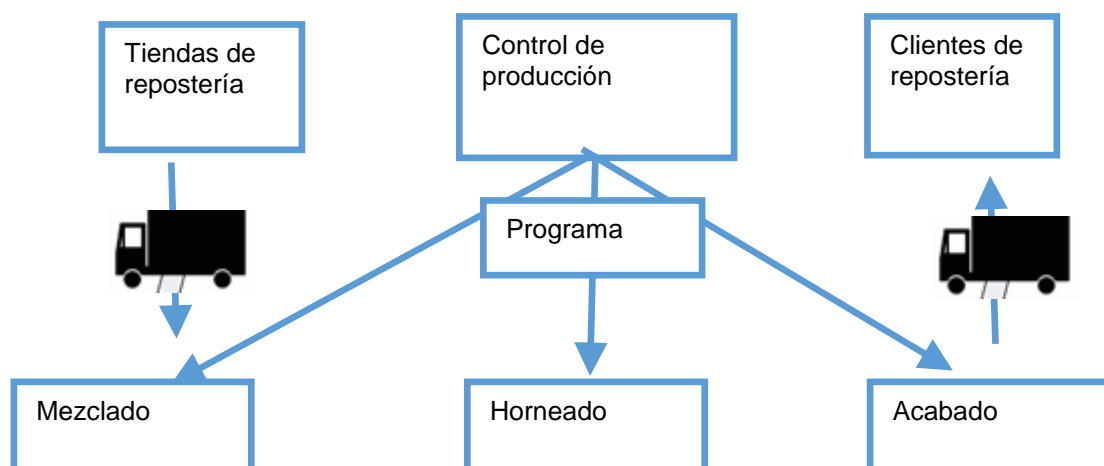 Tiendas de
repostería
Control de
producción
Clientes de
repostería
Programa
Mezclado
Horneado
Acabado